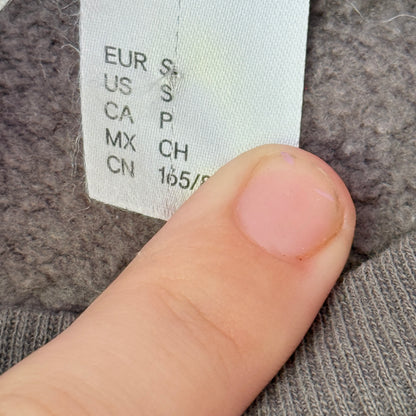 EUR S
US S
CA P
MX CH
CN 165/